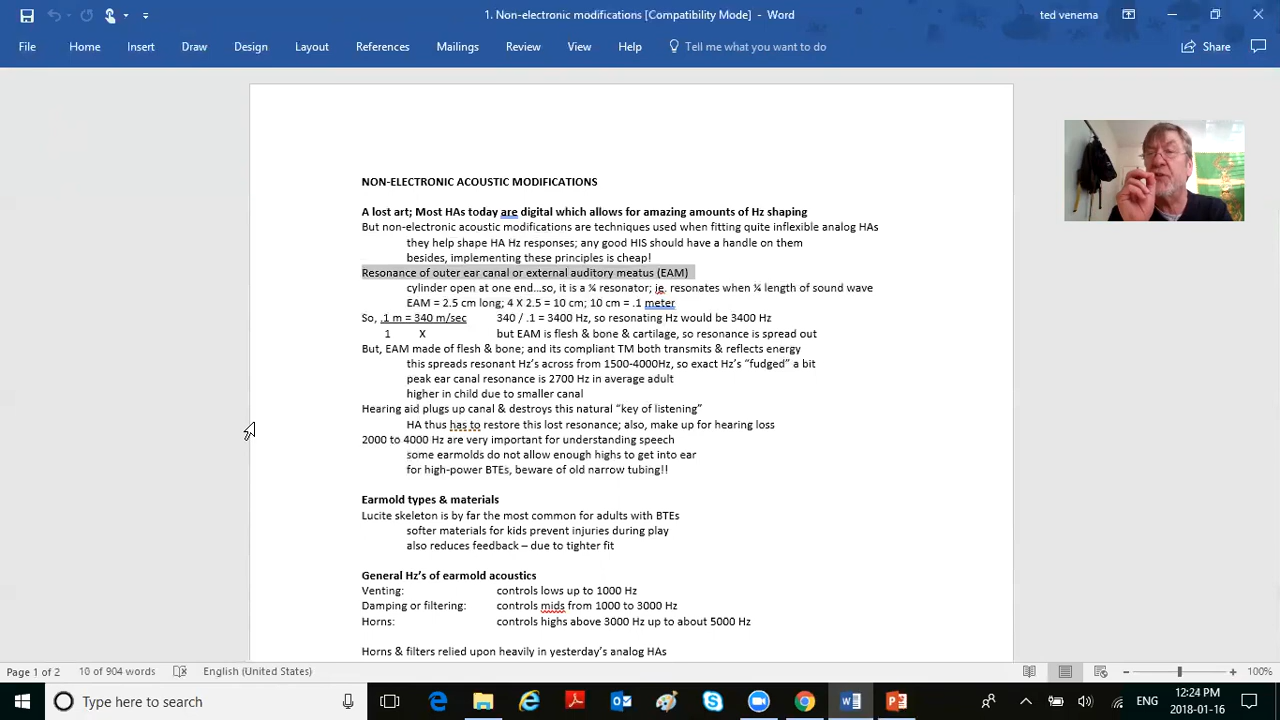 1. Non-electronic modifications [Compatibility Mode] - Word
ted venema
File Home Insert Draw Design Layout References Mailings Review View Help Tell me what you want to do Share
NON-ELECTRONIC ACOUSTIC MODIFICATIONS
A lost art; Most HAs today are digital which allows for amazing amounts of Hz shaping
But non-electronic acoustic modifications are techniques used when fitting quite inflexible analog HAs
they help shape HA Hz responses; any good HIS should have a handle on them
besides, implementing these principles is cheap!
Resonance of outer ear canal or external auditory meatus (EAM)
cylinder open at one end…so, it is a ¼ resonator; ie. resonates when ¼ length of sound wave
EAM = 2.5 cm long; 4 X 2.5 = 10 cm; 10 cm = .1 meter
So, .1 m = 340 m/sec 340 / .1 = 3400 Hz, so resonating Hz would be 3400 Hz
1 X but EAM is flesh & bone & cartilage, so resonance is spread out
But, EAM made of flesh & bone; and its compliant TM both transmits & reflects energy
this spreads resonant Hz's across from 1500-4000Hz, so exact Hz's “fudged” a bit
peak ear canal resonance is 2700 Hz in average adult
higher in child due to smaller canal
Hearing aid plugs up canal & destroys this natural “key of listening”
HA thus has to restore this lost resonance; also, make up for hearing loss
2000 to 4000 Hz are very important for understanding speech
some earmolds do not allow enough highs to get into ear
for high-power BTEs, beware of old narrow tubing!!
Earmold types & materials
Lucite skeleton is by far the most common for adults with BTEs
softer materials for kids prevent injuries during play
also reduces feedback – due to tighter fit
General Hz's of earmold acoustics
Venting: controls lows up to 1000 Hz
Damping or filtering: controls mids from 1000 to 3000 Hz
Horns: controls highs above 3000 Hz up to about 5000 Hz
Horns & filters relied upon heavily in yesterday's analog HAs
Page 1 of 2 10 of 904 words English (United States) 100%
Type here to search
ENG
12:24 PM
2018-01-16